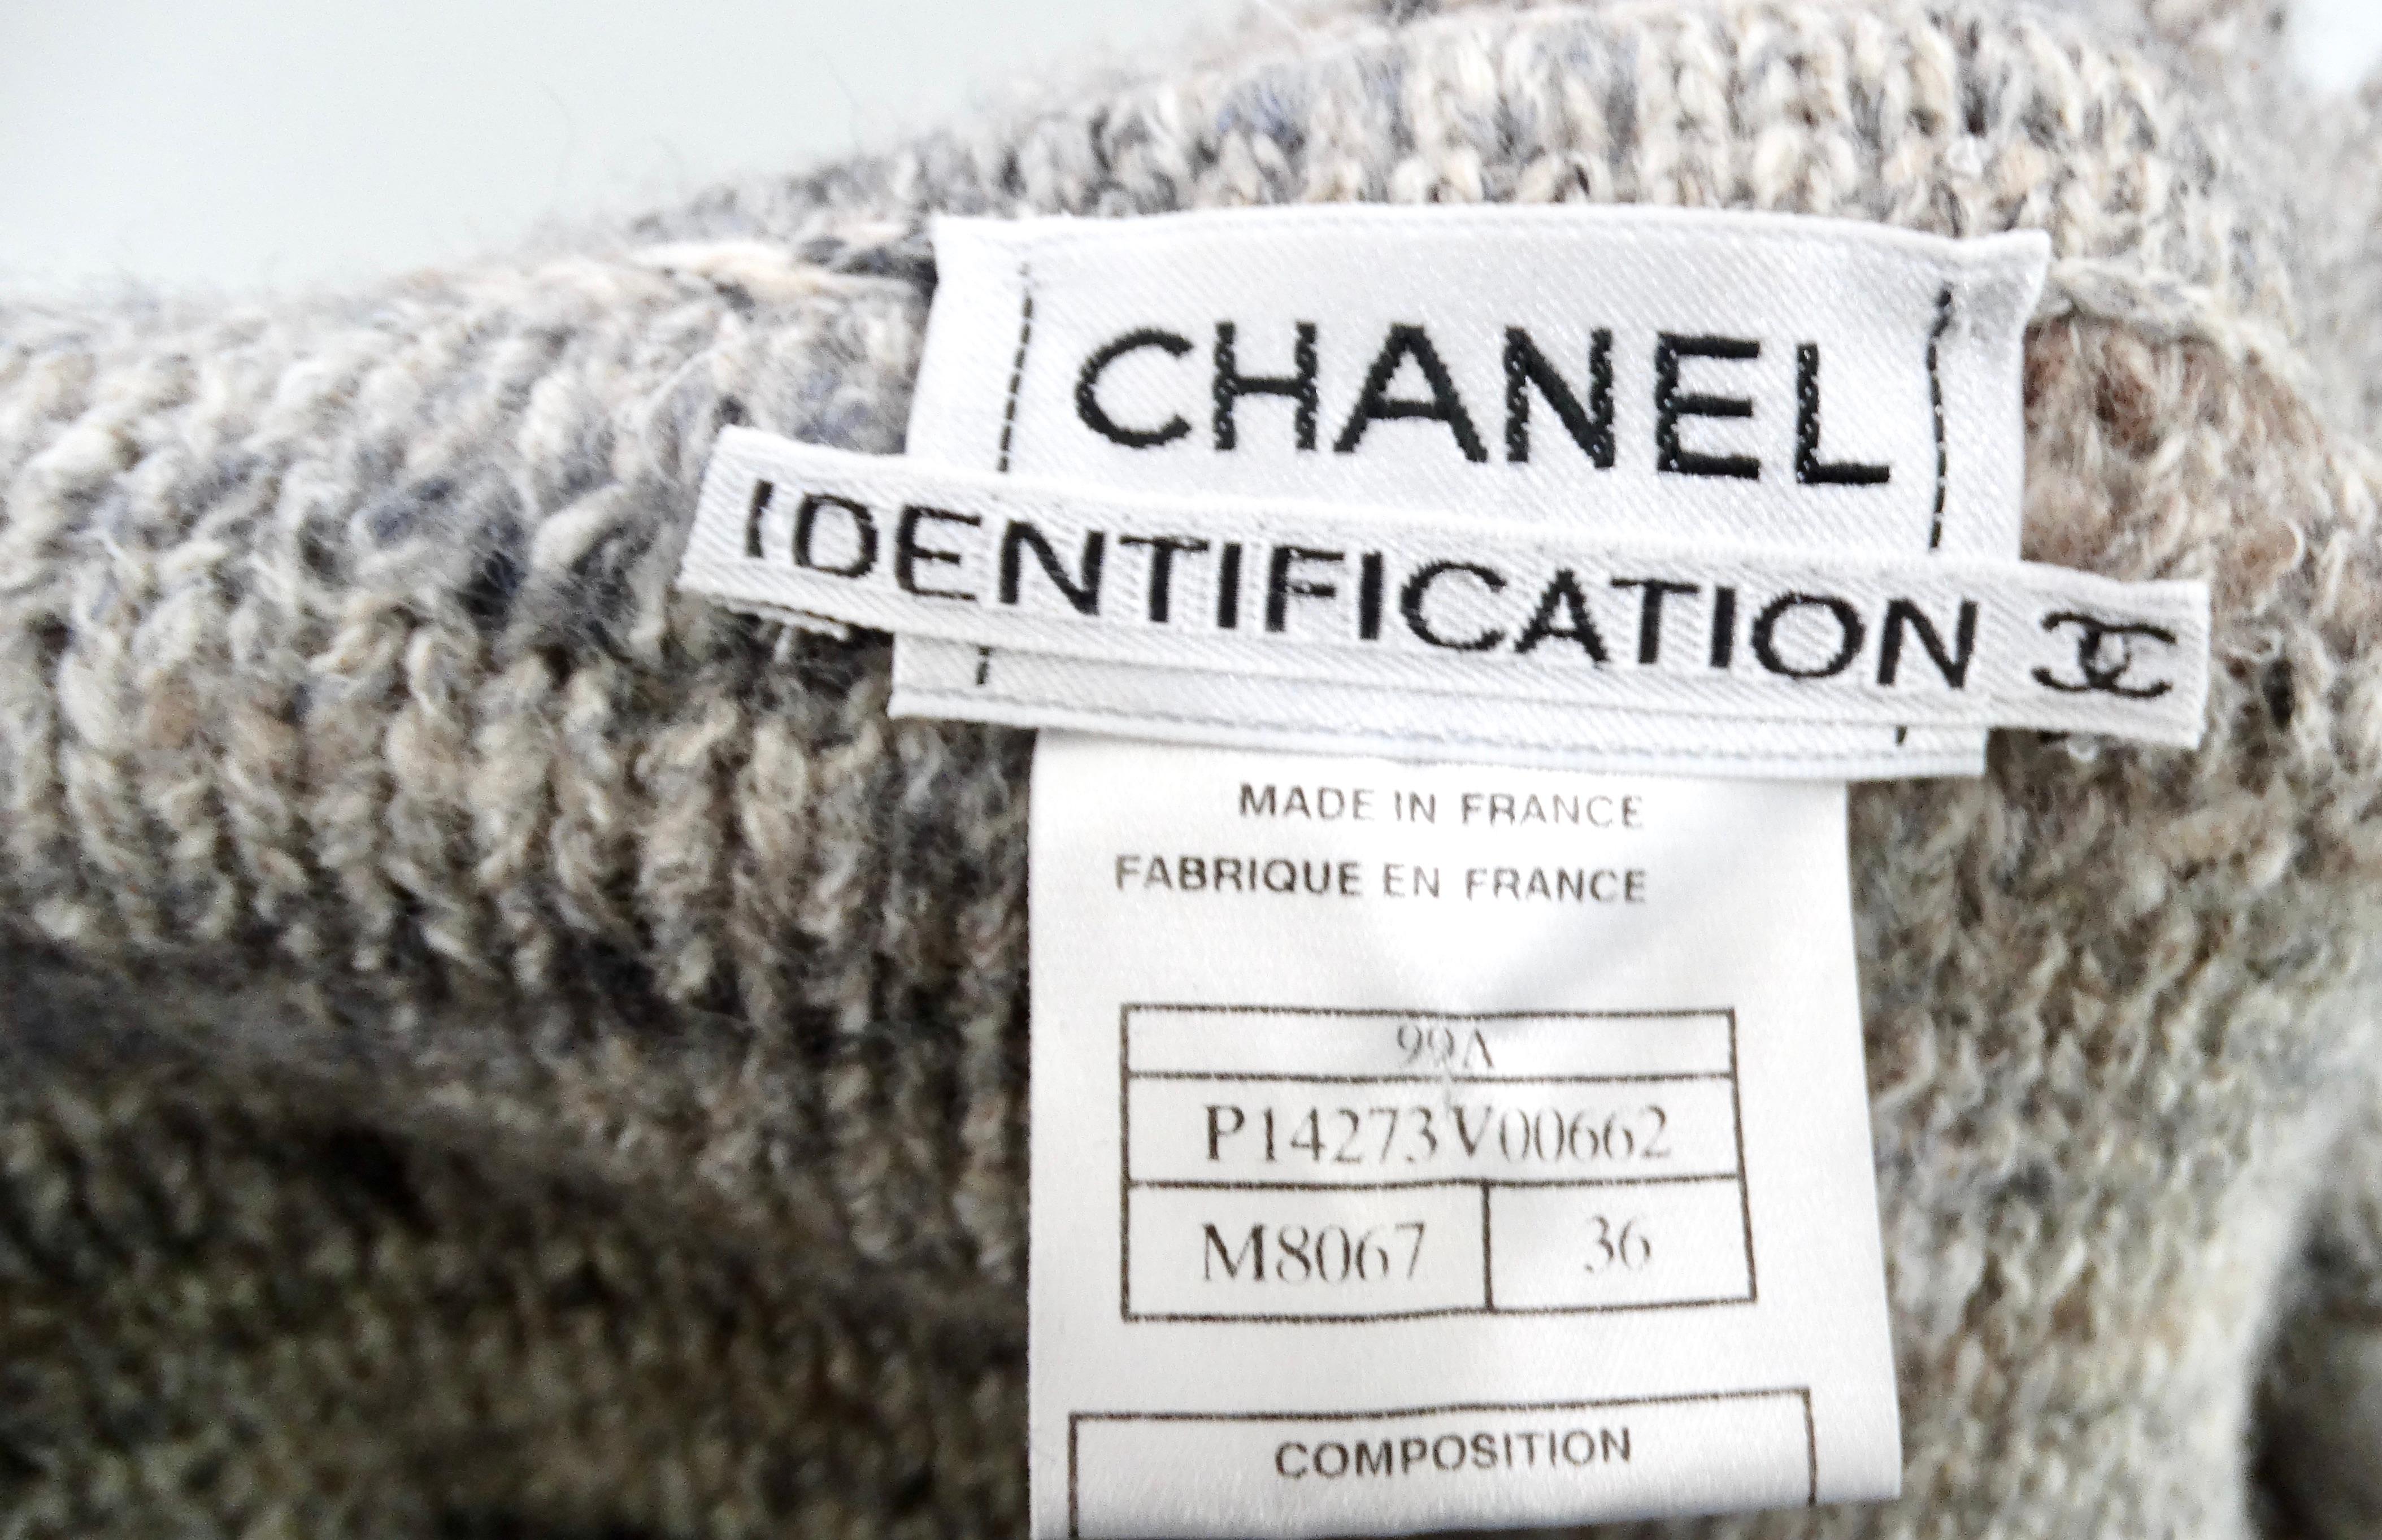 CHANEL
IDENTIFICATION
MADE IN FRANCE
FABRIQUE EN FRANCE
99A
P14273V00662
M8067 36
COMPOSITION